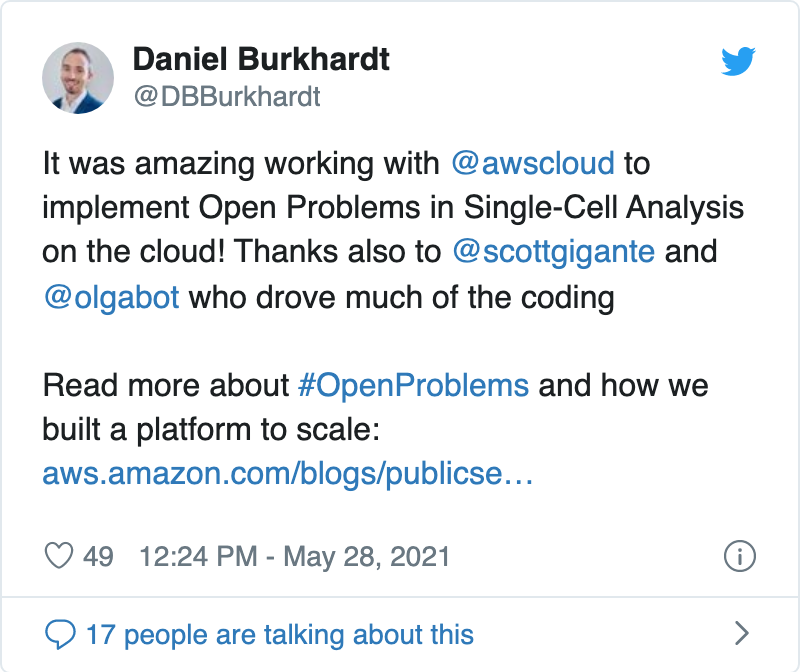 Daniel Burkhardt
@DBBurkhardt
It was amazing working with @awscloud to
implement Open Problems in Single-Cell Analysis
on the cloud! Thanks also to @scottgigante and
@olgabot who drove much of the coding
Read more about #OpenProblems and how we
built a platform to scale:
aws.amazon.com/blogs/publicse…
49 12:24 PM - May 28, 2021
17 people are talking about this